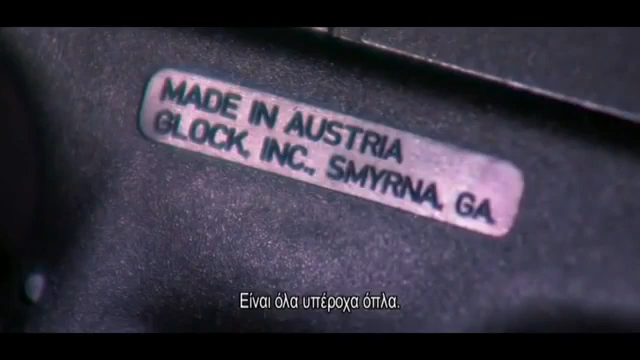 MADE IN AUSTRIA
GLOCK, INC., SMYRNA, GA.
Είναι όλα υπέροχα όπλα.